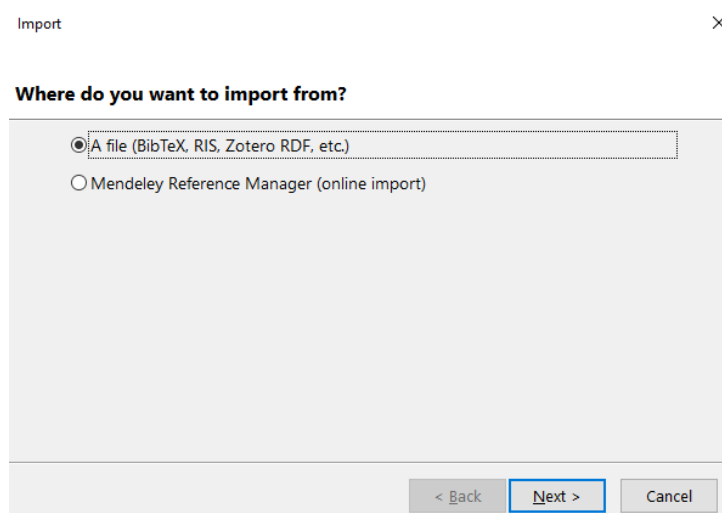 Import
Where do you want to import from?
A file (BibTeX, RIS, Zotero RDF, etc.)
Mendeley Reference Manager (online import)
< Back Next > Cancel